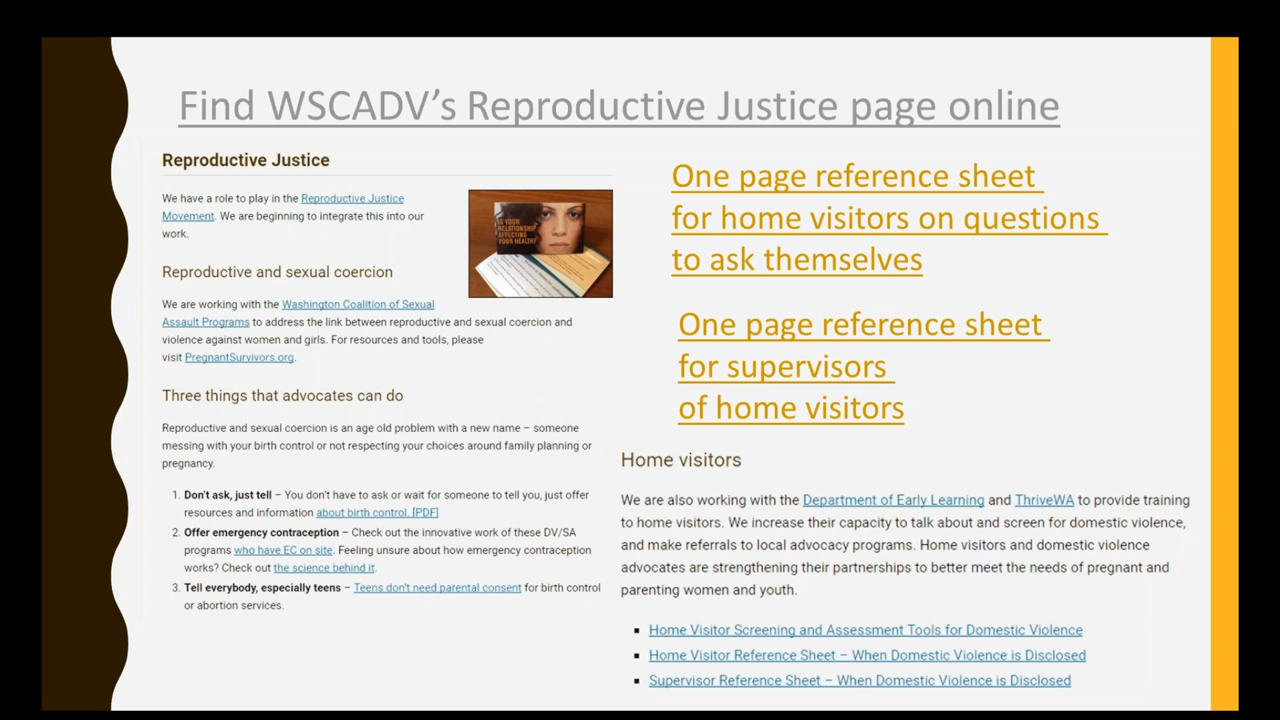 Find WSCADV's Reproductive Justice page online
Reproductive Justice
We have a role to play in the Reproductive Justice
Movement. We are beginning to integrate this into our
work.
IS YOUR
RELATIONSHIP
AFFECTING
YOUR HEALTH?
Reproductive and sexual coercion
We are working with the Washington Coalition of Sexual
Assault Programs to address the link between reproductive and sexual coercion and
violence against women and girls. For resources and tools, please
visit PregnantSurvivors.org.
Three things that advocates can do
Reproductive and sexual coercion is an age old problem with a new name – someone
messing with your birth control or not respecting your choices around family planning or
pregnancy.
1. Don't ask, just tell – You don't have to ask or wait for someone to tell you, just offer
resources and information about birth control. [PDF]
2. Offer emergency contraception – Check out the innovative work of these DV/SA
programs who have EC on site. Feeling unsure about how emergency contraception
works? Check out the science behind it.
3. Tell everybody, especially teens – Teens don't need parental consent for birth control
or abortion services.
One page reference sheet
for home visitors on questions
to ask themselves
One page reference sheet
for supervisors
of home visitors
Home visitors
We are also working with the Department of Early Learning and ThriveWA to provide training
to home visitors. We increase their capacity to talk about and screen for domestic violence,
and make referrals to local advocacy programs. Home visitors and domestic violence
advocates are strengthening their partnerships to better meet the needs of pregnant and
parenting women and youth.
▪ Home Visitor Screening and Assessment Tools for Domestic Violence
▪ Home Visitor Reference Sheet – When Domestic Violence is Disclosed
▪ Supervisor Reference Sheet – When Domestic Violence is Disclosed